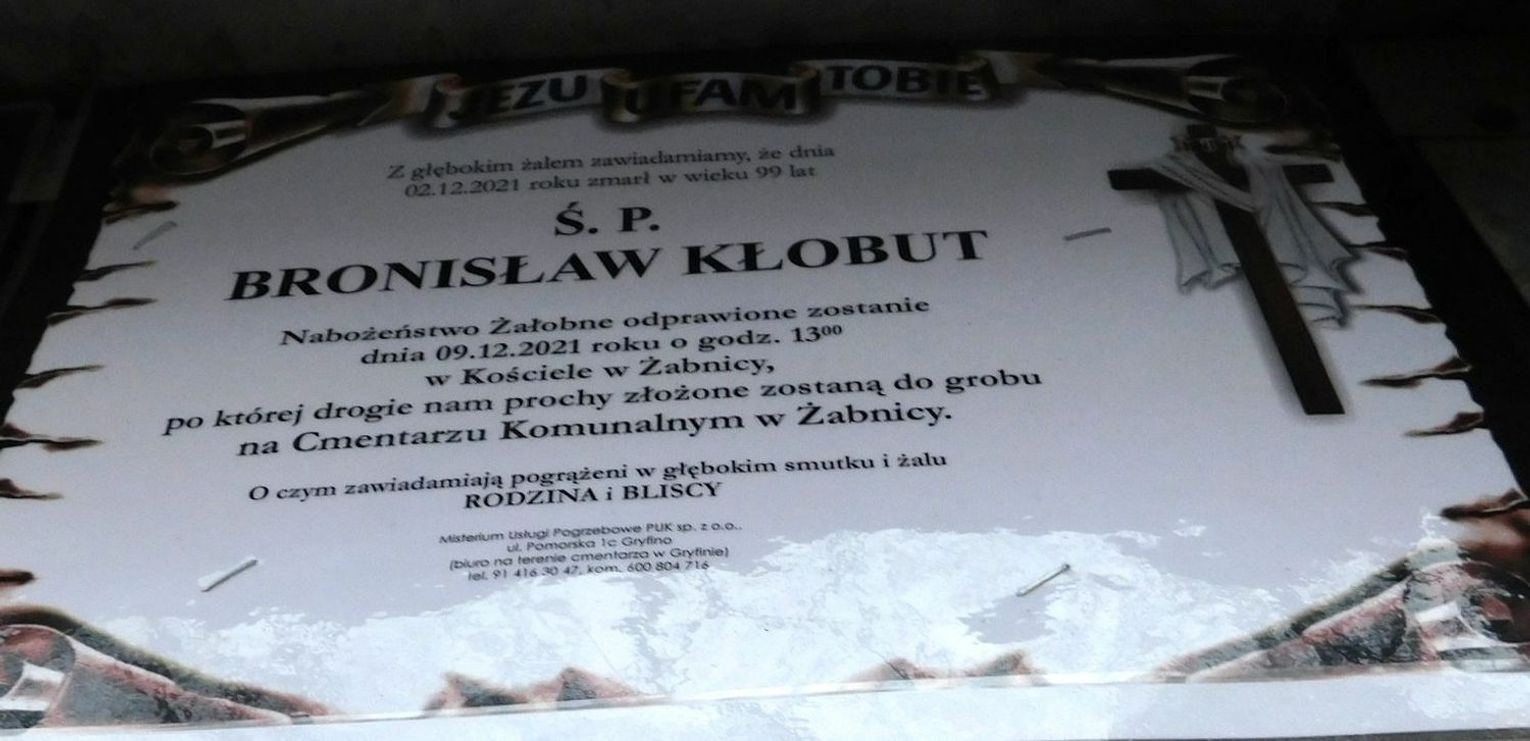 JEZU UFAM TOBIE
Z głębokim żalem zawiadamiamy, że dnia
02.12.2021 roku zmarł w wieku 99 lat
Ś. P.
BRONISŁAW KŁOBUT
Nabożeństwo Żałobne odprawione zostanie
dnia 09.12.2021 roku o godz. 13⁰⁰
w Kościele w Żabnicy,
po której drogie nam prochy złożone zostaną do grobu
na Cmentarzu Komunalnym w Żabnicy.
O czym zawiadamiają pogrążeni w głębokim smutku i żalu
RODZINA i BLISCY
Misterium Usługi Pogrzebowe PUK sp. z o.o.,
ul. Pomorska 1c Gryfino
(biuro na terenie cmentarza w Gryfinie)
tel. 91 416 30 47, kom. 600 804 716